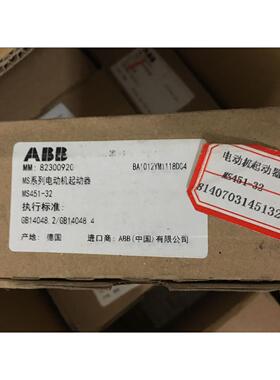 ABB
MM: 82300920
MS系列电动机起动器
MS451-32
执行标准:
GB14048.2/GB14048.4
产地: 德国 进口商: ABB(中国)有限公司
电动机起动器
MS451-32
8140703145132